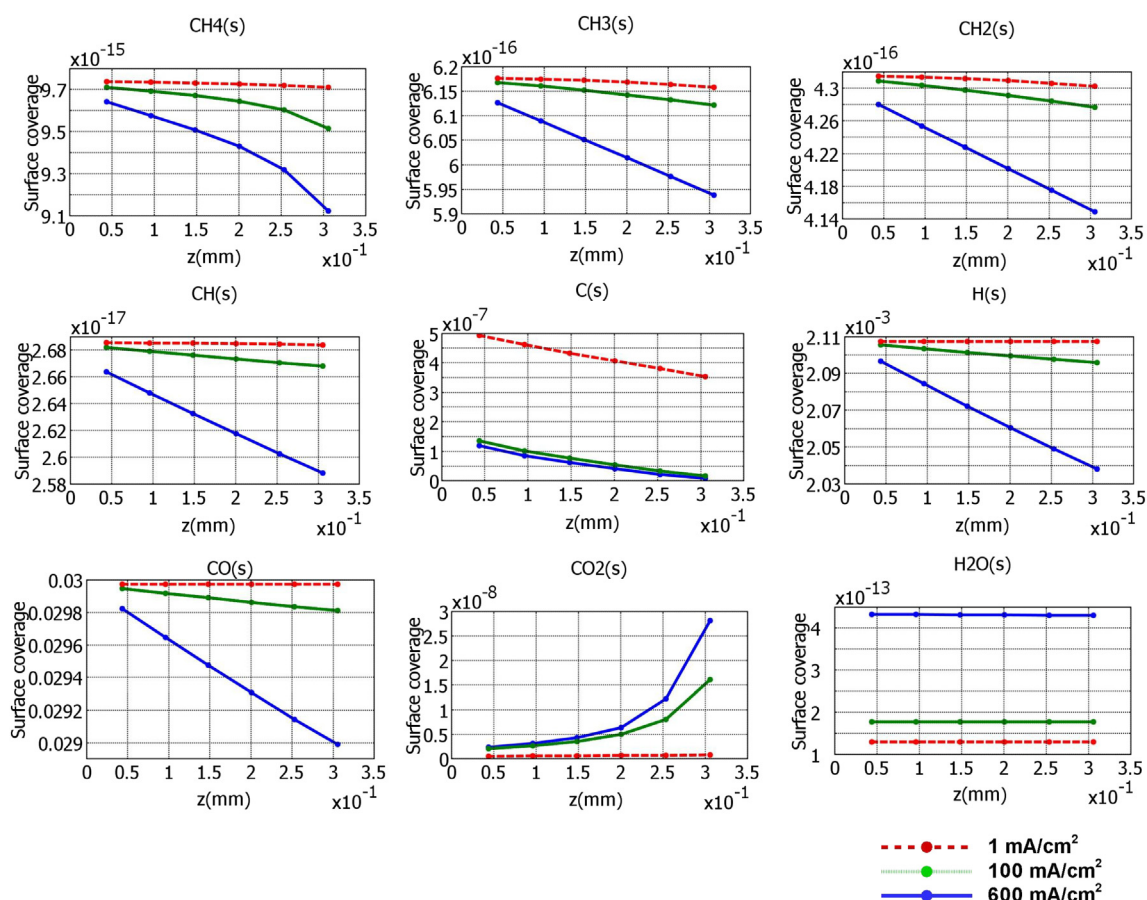 CH4(s)
x10⁻¹⁵
Surface coverage
9.7
9.5
9.3
9.1
0 0.5 1 1.5 2 2.5 3 3.5
z(mm) x10⁻¹
CH3(s)
x10⁻¹⁶
Surface coverage
6.2
6.15
6.1
6.05
6
5.95
5.9
0 0.5 1 1.5 2 2.5 3 3.5
z(mm) x10⁻¹
CH2(s)
x10⁻¹⁶
Surface coverage
4.3
4.26
4.22
4.18
4.14
0 0.5 1 1.5 2 2.5 3 3.5
z(mm) x10⁻¹
CH(s)
x10⁻¹⁷
Surface coverage
2.68
2.66
2.64
2.62
2.6
2.58
0 0.5 1 1.5 2 2.5 3 3.5
z(mm) x10⁻¹
C(s)
x10⁻⁷
Surface coverage
5
4
3
2
1
0
0 0.5 1 1.5 2 2.5 3 3.5
z(mm) x10⁻¹
H(s)
x10⁻³
Surface coverage
2.11
2.09
2.07
2.05
2.03
0 0.5 1 1.5 2 2.5 3 3.5
z(mm) x10⁻¹
CO(s)
Surface coverage
0.03
0.0298
0.0296
0.0294
0.0292
0.029
0 0.5 1 1.5 2 2.5 3 3.5
z(mm) x10⁻¹
CO2(s)
x10⁻⁸
Surface coverage
3
2.5
2
1.5
1
0.5
0
0 0.5 1 1.5 2 2.5 3 3.5
z(mm) x10⁻¹
H2O(s)
x10⁻¹³
Surface coverage
4
3
2
1
0 0.5 1 1.5 2 2.5 3 3.5
z(mm) x10⁻¹
1 mA/cm²
100 mA/cm²
600 mA/cm²